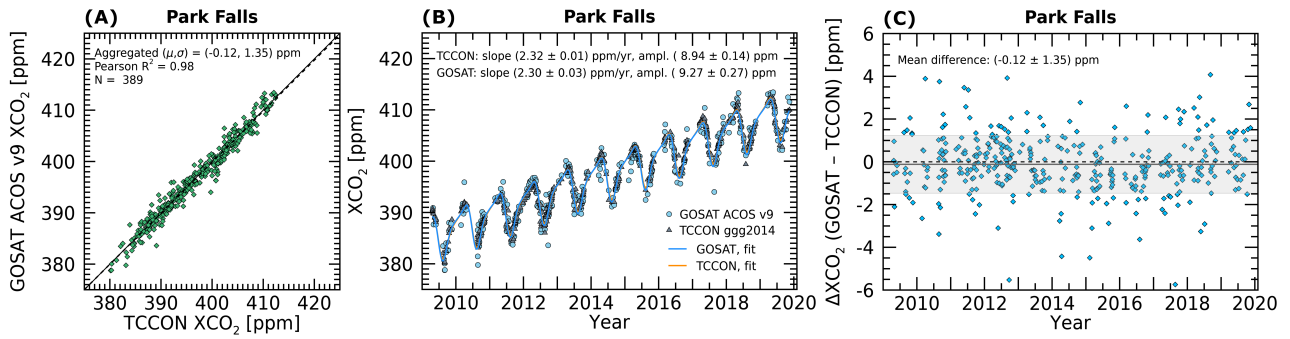 (A) Park Falls
GOSAT ACOS v9 XCO₂ [ppm]
420
410
400
390
380
Aggregated (μ,σ) = (-0.12, 1.35) ppm
Pearson R² = 0.98
N = 389
380 390 400 410 420
TCCON XCO₂ [ppm]
(B) Park Falls
XCO₂ [ppm]
420
410
400
390
380
TCCON: slope (2.32 ± 0.01) ppm/yr, ampl. ( 8.94 ± 0.14) ppm
GOSAT: slope (2.30 ± 0.03) ppm/yr, ampl. ( 9.27 ± 0.27) ppm
GOSAT ACOS v9
TCCON ggg2014
GOSAT, fit
TCCON, fit
2010 2012 2014 2016 2018 2020
Year
(C) Park Falls
ΔXCO₂ (GOSAT − TCCON) [ppm]
6
4
2
0
-2
-4
-6
Mean difference: (-0.12 ± 1.35) ppm
2010 2012 2014 2016 2018 2020
Year